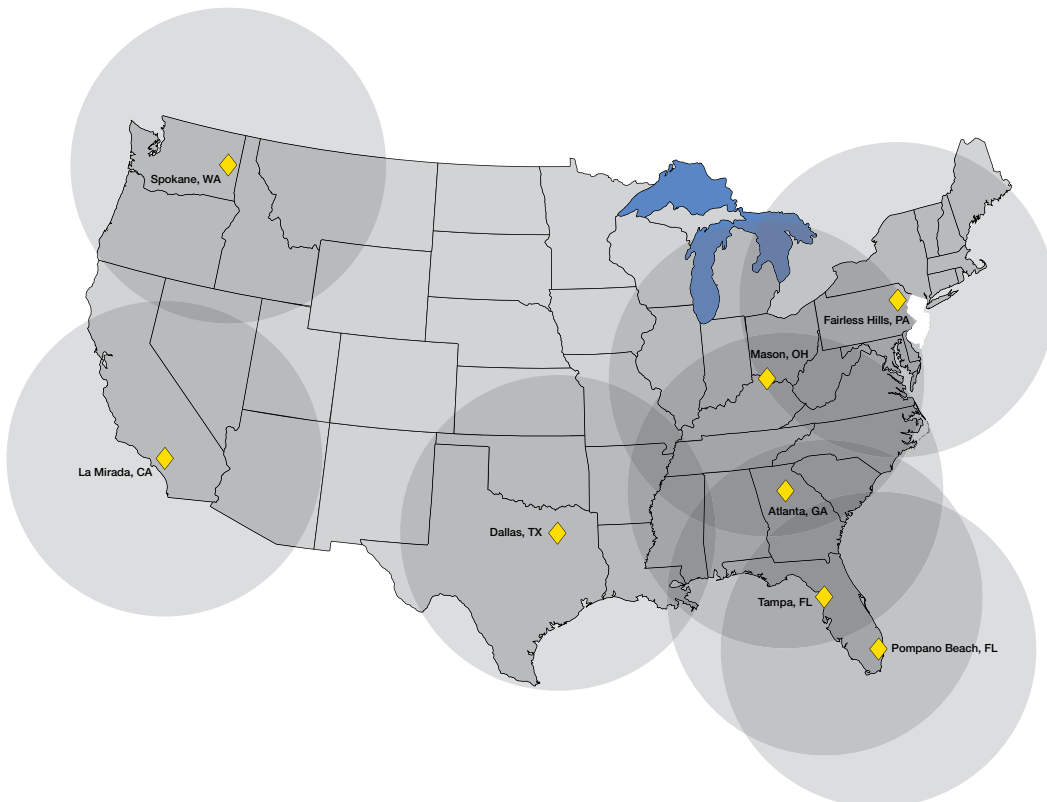 Spokane, WA
Fairless Hills, PA
Mason, OH
La Mirada, CA
Atlanta, GA
Dallas, TX
Tampa, FL
Pompano Beach, FL